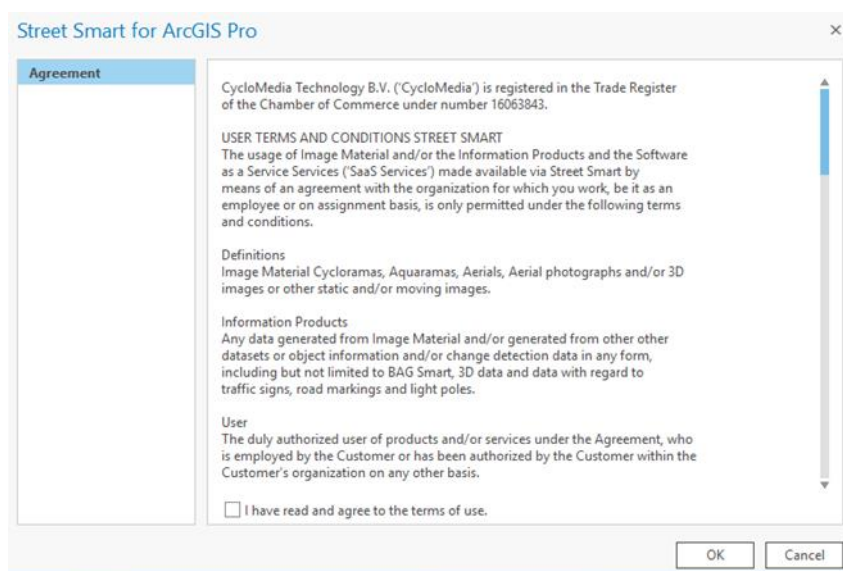 Street Smart for ArcGIS Pro
Agreement
CycloMedia Technology B.V. ('CycloMedia') is registered in the Trade Register
of the Chamber of Commerce under number 16063843.
USER TERMS AND CONDITIONS STREET SMART
The usage of Image Material and/or the Information Products and the Software
as a Service Services ('SaaS Services') made available via Street Smart by
means of an agreement with the organization for which you work, be it as an
employee or on assignment basis, is only permitted under the following terms
and conditions.
Definitions
Image Material Cycloramas, Aquaramas, Aerials, Aerial photographs and/or 3D
images or other static and/or moving images.
Information Products
Any data generated from Image Material and/or generated from other other
datasets or object information and/or change detection data in any form,
including but not limited to BAG Smart, 3D data and data with regard to
traffic signs, road markings and light poles.
User
The duly authorized user of products and/or services under the Agreement, who
is employed by the Customer or has been authorized by the Customer within the
Customer's organization on any other basis.
I have read and agree to the terms of use.
OK Cancel